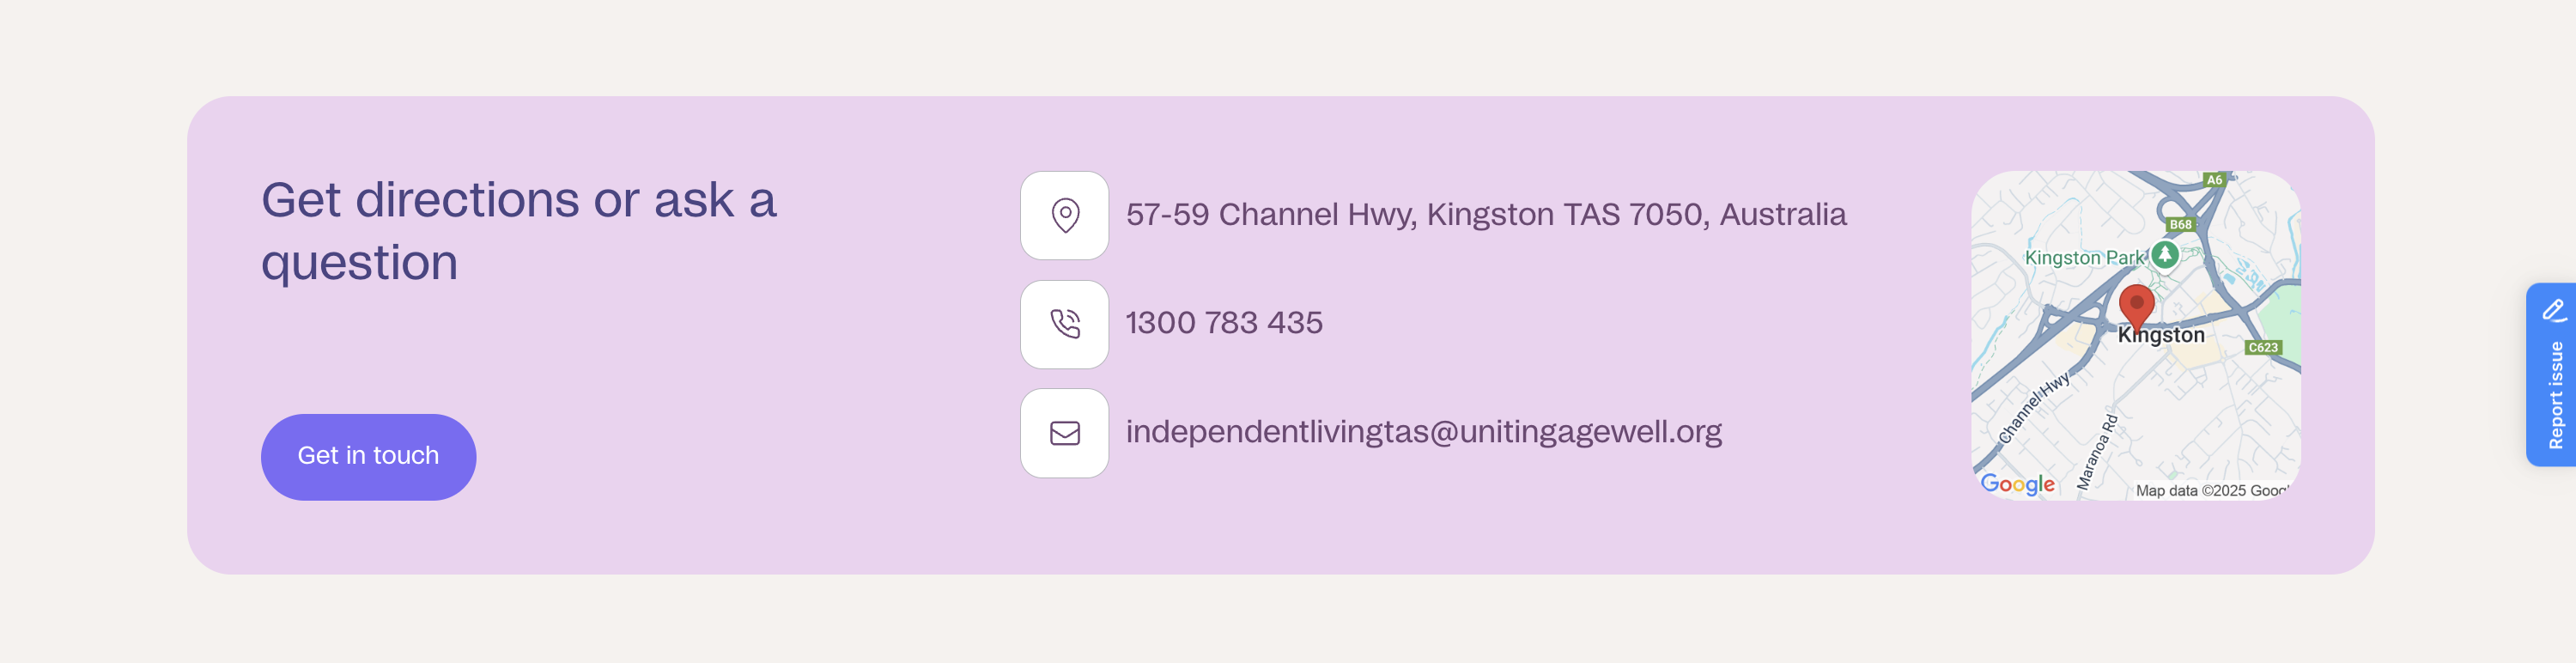 Get directions or ask a
question
Get in touch
57-59 Channel Hwy, Kingston TAS 7050, Australia
1300 783 435
independentlivingtas@unitingagewell.org
A6
B68
Kingston Park
Kingston
C623
Channel Hwy
Maranoa Rd
Google
Map data ©2025 Googl
Report issue